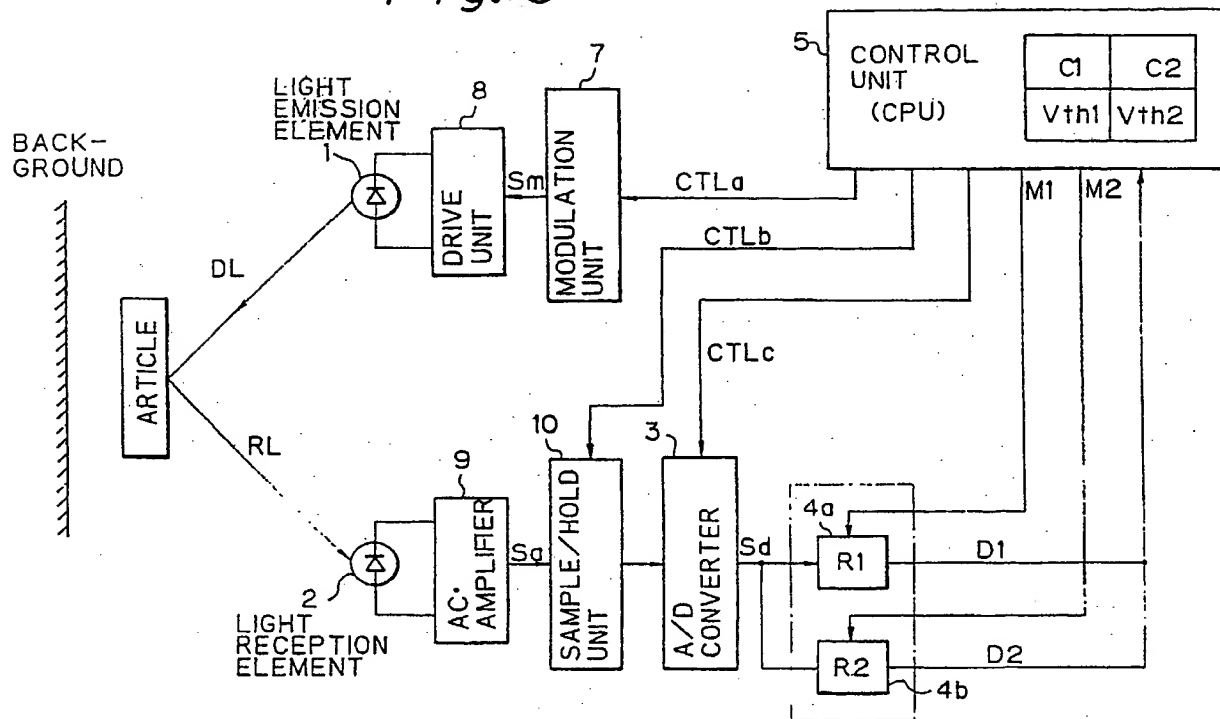 5
CONTROL
UNIT
(CPU)
C1 C2
Vth1 Vth2
LIGHT
EMISSION
ELEMENT
1
8
7
BACK-
GROUND
DRIVE
UNIT
Sm
MODULATION
UNIT
CTLa
CTLb
CTLc
M1
M2
DL
ARTICLE
RL
2
LIGHT
RECEPTION
ELEMENT
9
AC·
AMPLIFIER
Sa
10
SAMPLE/HOLD
UNIT
3
A/D
CONVERTER
Sd
4a
R1
D1
R2
D2
4b